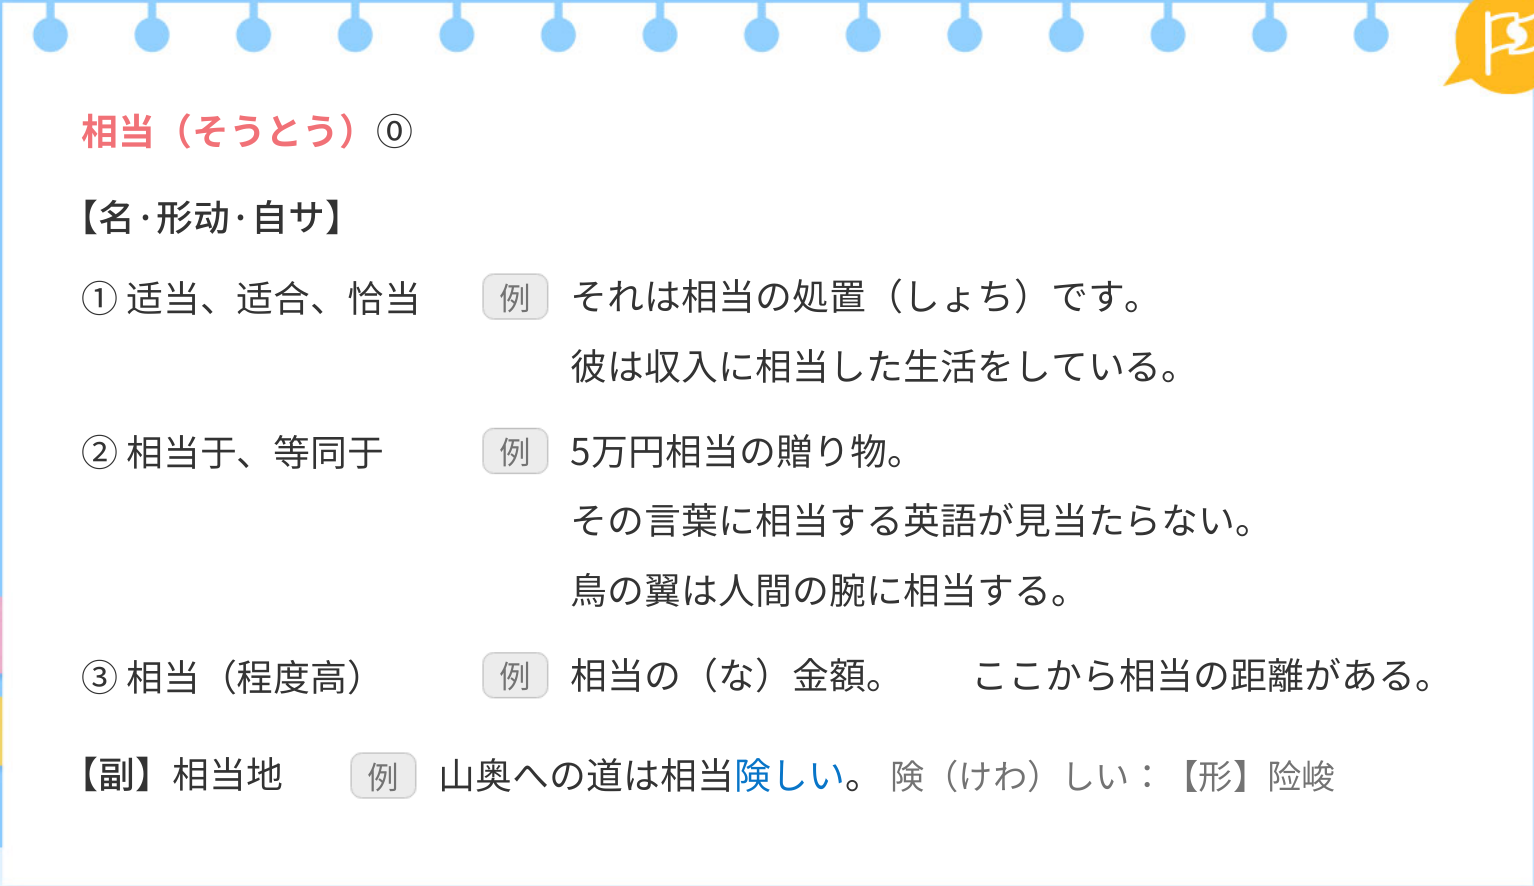 相当（そうとう）⓪
【名·形动·自サ】
① 适当、适合、恰当 例 それは相当の処置（しょち）です。
彼は収入に相当した生活をしている。
② 相当于、等同于 例 5万円相当の贈り物。
その言葉に相当する英語が見当たらない。
鳥の翼は人間の腕に相当する。
③ 相当（程度高） 例 相当の（な）金額。 ここから相当の距離がある。
【副】相当地 例 山奥への道は相当険しい。 険（けわ）しい：【形】险峻